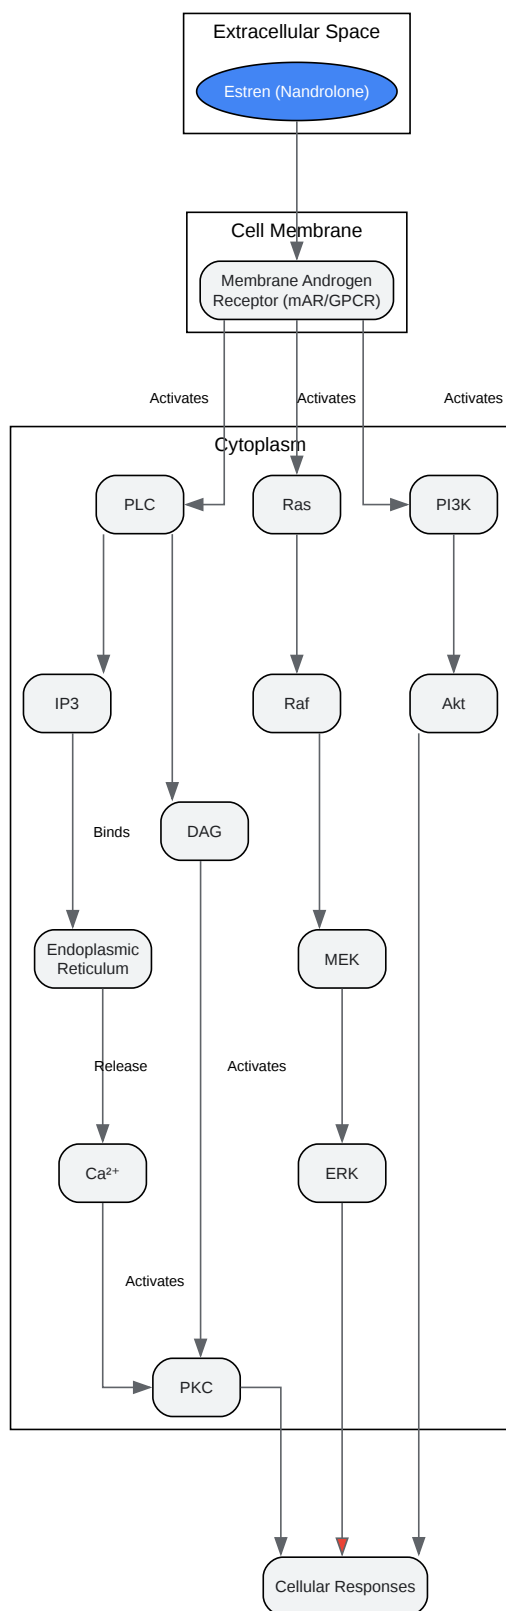 Extracellular Space
Estren (Nandrolone)
Cell Membrane
Membrane Androgen
Receptor (mAR/GPCR)
Activates
Activates
Activates
Cytoplasm
PLC
Ras
PI3K
IP3
Raf
Akt
Binds
DAG
Endoplasmic
Reticulum
MEK
Release
Activates
Ca²⁺
ERK
Activates
PKC
Cellular Responses